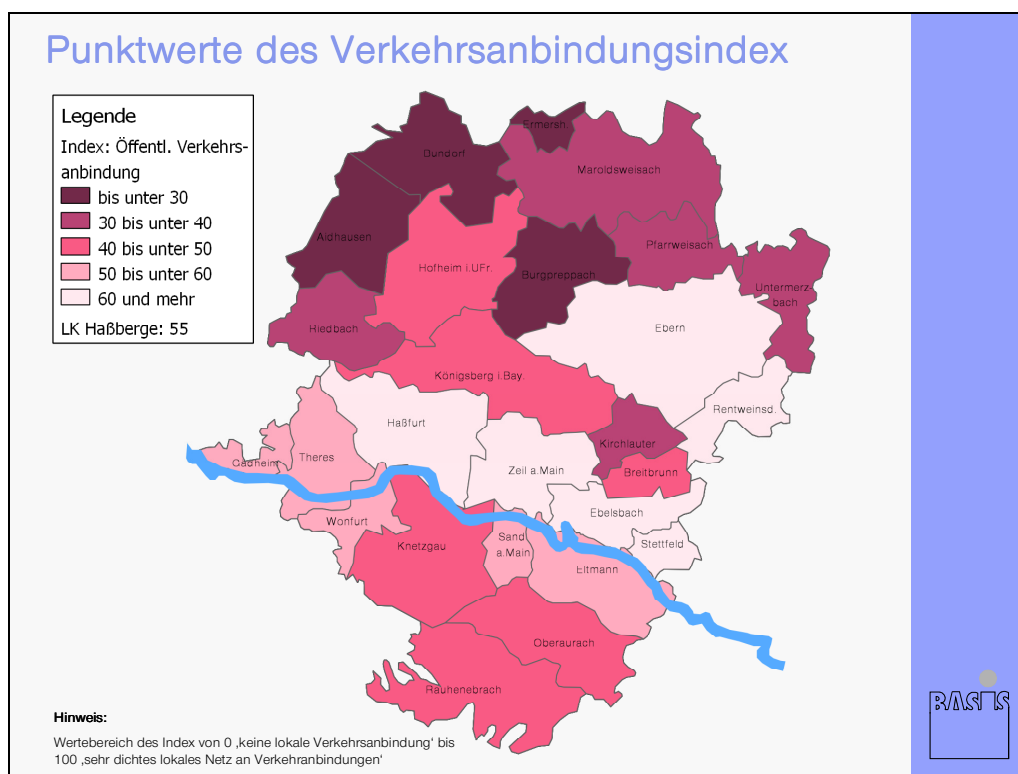 Punktwerte des Verkehrsanbindungsindex
Legende
Index: Öffentl. Verkehrs-
anbindung
bis unter 30
30 bis unter 40
40 bis unter 50
50 bis unter 60
60 und mehr
LK Haßberge: 55
Ermersh.
Bundorf
Maroldsweisach
Aidhausen
Pfarrweisach
Hofheim i.UFr.
Burgpreppach
Untermerz-
bach
Riedbach
Ebern
Königsberg i.Bay.
Rentweinsd.
Haßfurt
Kirchlauter
Theres
Gädheim
Zeil a.Main
Breitbrunn
Ebelsbach
Wonfurt
Knetzgau
Sand
a.Main
Stettfeld
Eltmann
Oberaurach
Rauhenebrach
Hinweis:
Wertebereich des Index von 0 ‚keine lokale Verkehrsanbindung‘ bis
100 ‚sehr dichtes lokales Netz an Verkehranbindungen‘
BASIS